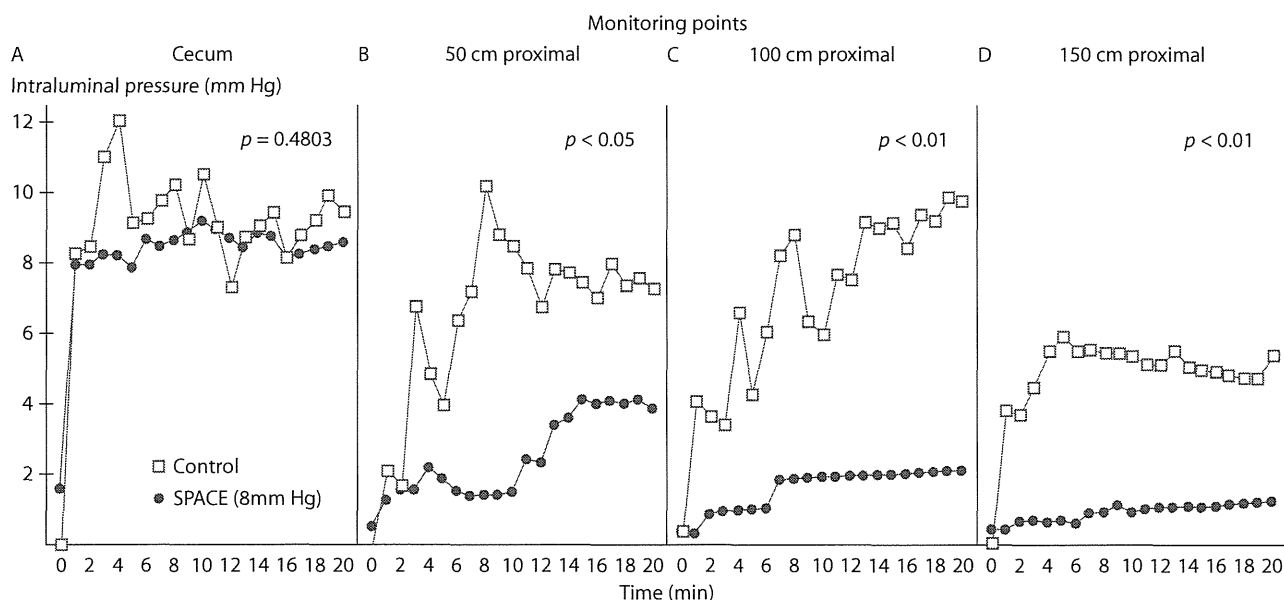 Monitoring points
A Cecum B 50 cm proximal C 100 cm proximal D 150 cm proximal
Intraluminal pressure (mm Hg)
12
10
8
6
4
2
p = 0.4803 p < 0.05 p < 0.01 p < 0.01
Control
SPACE (8mm Hg)
0 2 4 6 8 10 12 14 16 18 20 0 2 4 6 8 10 12 14 16 18 20 0 2 4 6 8 10 12 14 16 18 20 0 2 4 6 8 10 12 14 16 18 20
Time (min)